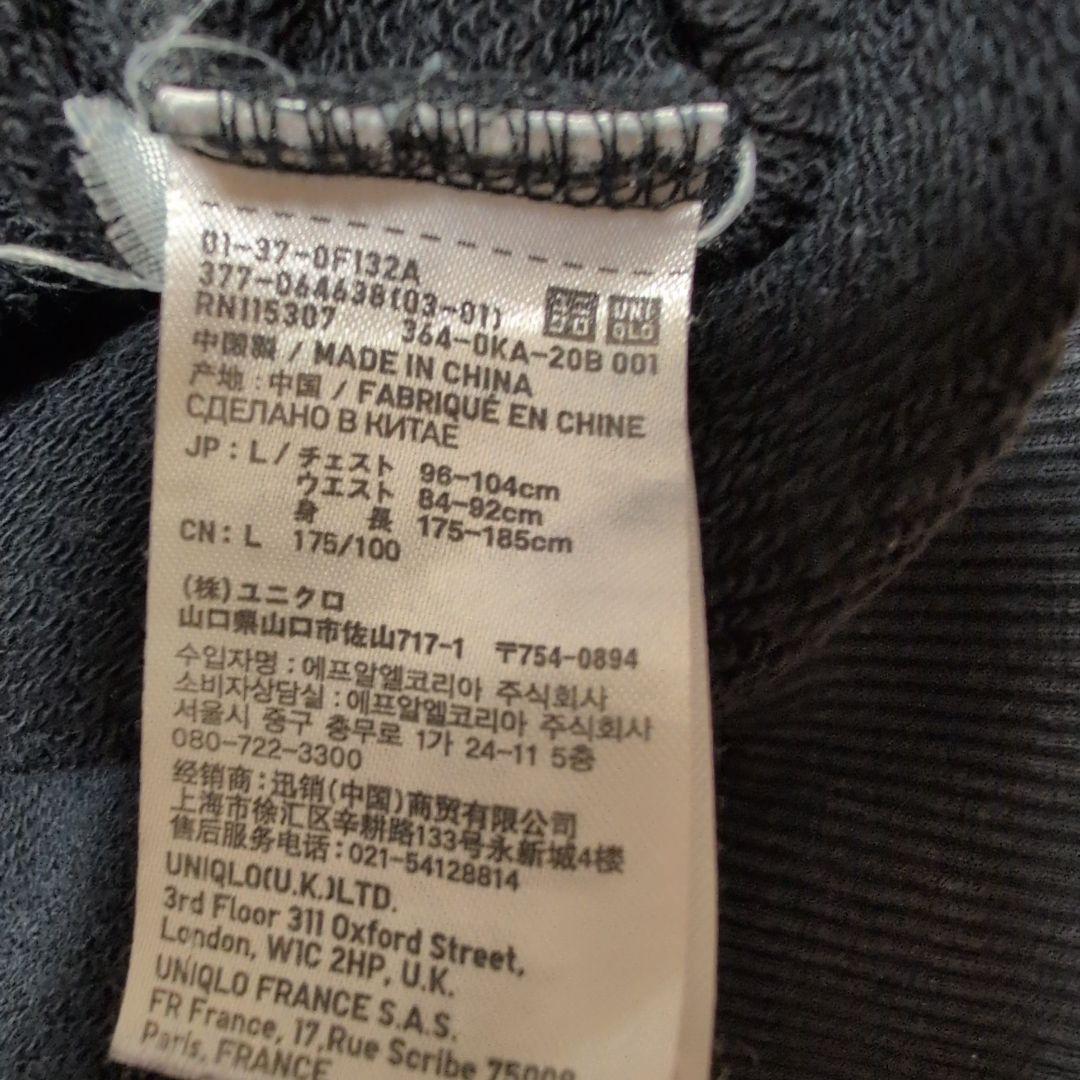 01-37-0F132A
377-064638(03-01)
RN115307 364-0KA-20B 001
UNI
QLO
中国製 / MADE IN CHINA
产地 : 中国 / FABRIQUÉ EN CHINE
СДЕЛАНО В КИТАЕ
JP : L / チェスト 96-104cm
ウエスト 84-92cm
身 長 175-185cm
CN : L 175/100
(株)ユニクロ
山口県山口市佐山717-1 〒754-0894
수입자명 : 에프알엘코리아 주식회사
소비자상담실 : 에프알엘코리아 주식회사
서울시 중구 충무로 1가 24-11 5층
080-722-3300
经销商 : 迅销(中国)商贸有限公司
上海市徐汇区辛耕路133号永新城4楼
售后服务电话 : 021-54128814
UNIQLO(U.K.)LTD.
3rd Floor 311 Oxford Street,
London, W1C 2HP, U.K.
UNIQLO FRANCE S.A.S.
FR France, 17,Rue Scribe 75009
Paris, FRANCE